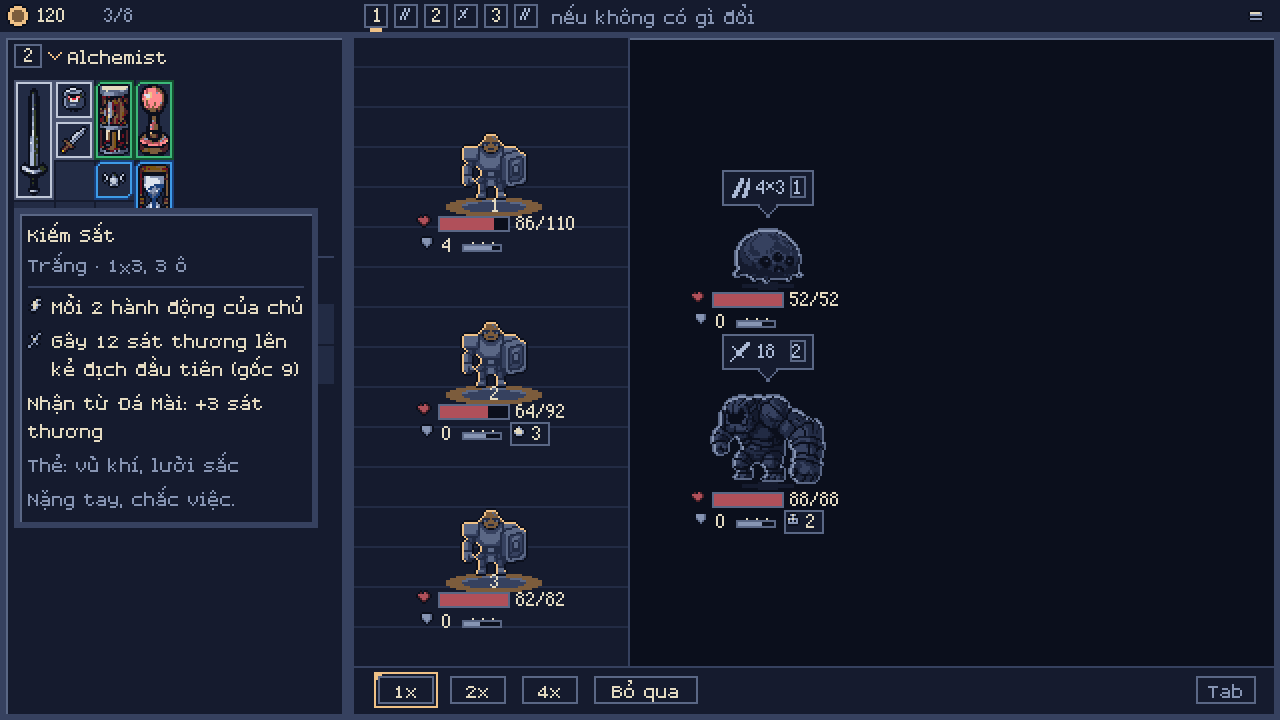 120 3/8 1 2 3 nếu không có gì đổi
2 Alchemist
Kiếm Sắt
Trắng · 1x3, 3 ô
Mỗi 2 hành động của chủ
Gây 12 sát thương lên
kẻ địch đầu tiên (gốc 9)
Nhận từ Đá Mài: +3 sát
thương
Thẻ: vũ khí, lưỡi sắc
Nặng tay, chắc việc.
1
86/110
4
2
64/92
0 3
3
82/82
0
4×3 1
52/52
0
18 2
88/88
0 2
1x 2x 4x Bỏ qua Tab